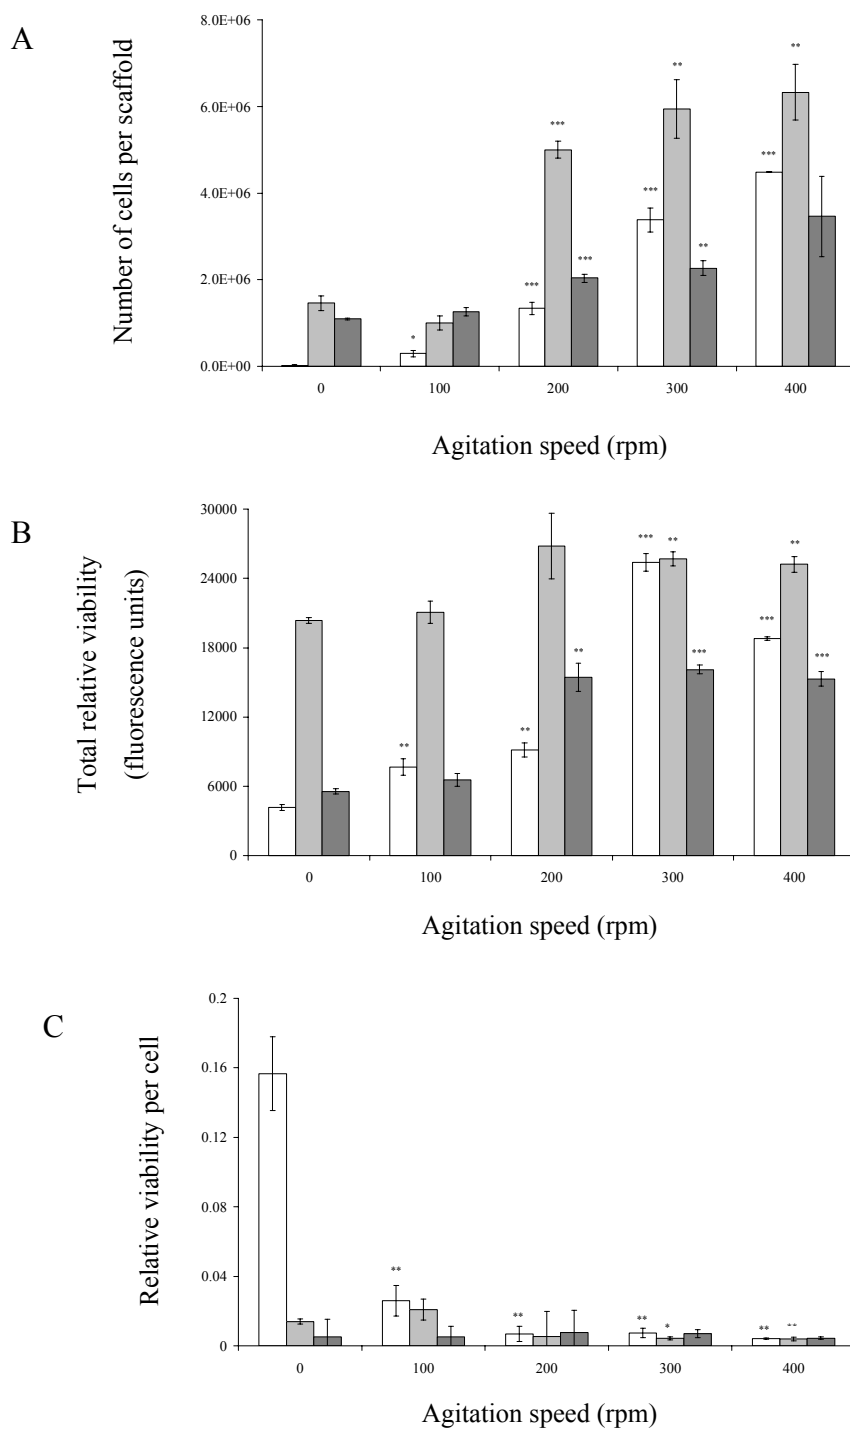 A
Number of cells per scaffold
8.0E+06
** **
6.0E+06
***
***
4.0E+06
***
**
2.0E+06
***
***
*
0.0E+00
0 100 200 300 400
Agitation speed (rpm)
B
Total relative viability
(fluorescence units)
30000
*** **
**
24000
***
18000
***
***
**
12000
** **
6000
0
0 100 200 300 400
Agitation speed (rpm)
C
Relative viability per cell
0.2
0.16
0.12
0.08
0.04
**
** ** * ** **
0
0 100 200 300 400
Agitation speed (rpm)